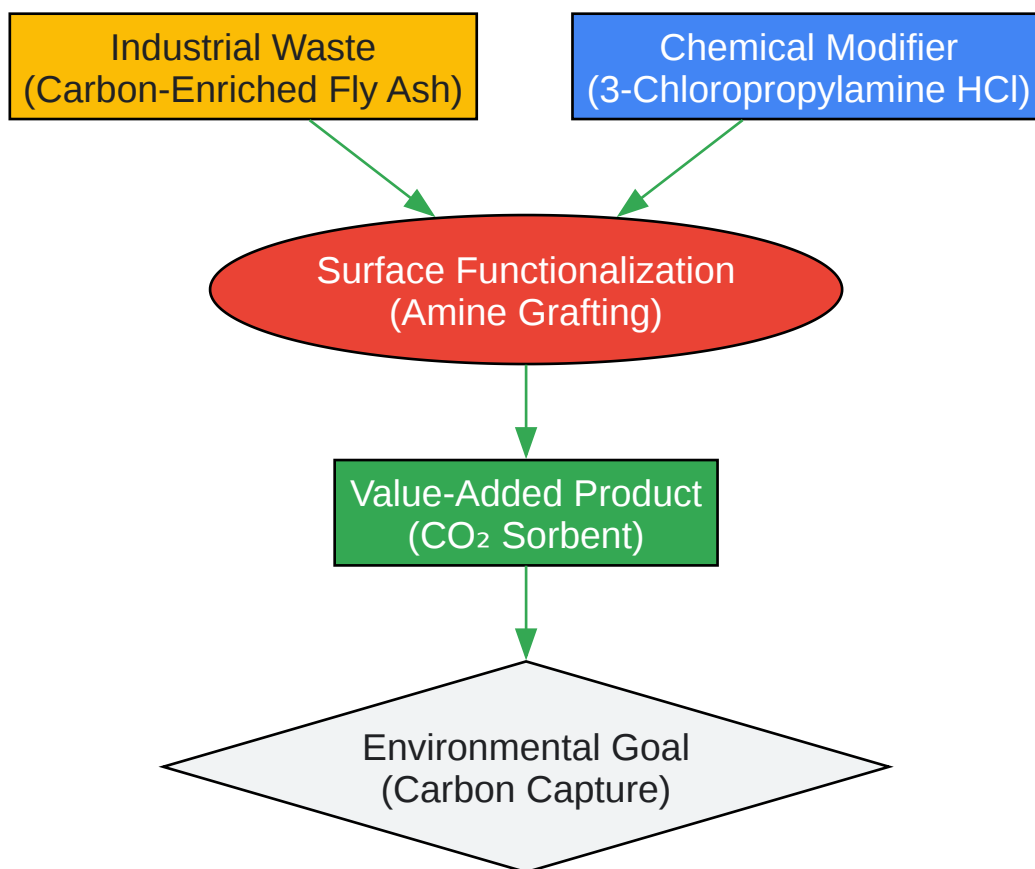 Industrial Waste
(Carbon-Enriched Fly Ash)
Chemical Modifier
(3-Chloropropylamine HCl)
Surface Functionalization
(Amine Grafting)
Value-Added Product
(CO₂ Sorbent)
Environmental Goal
(Carbon Capture)